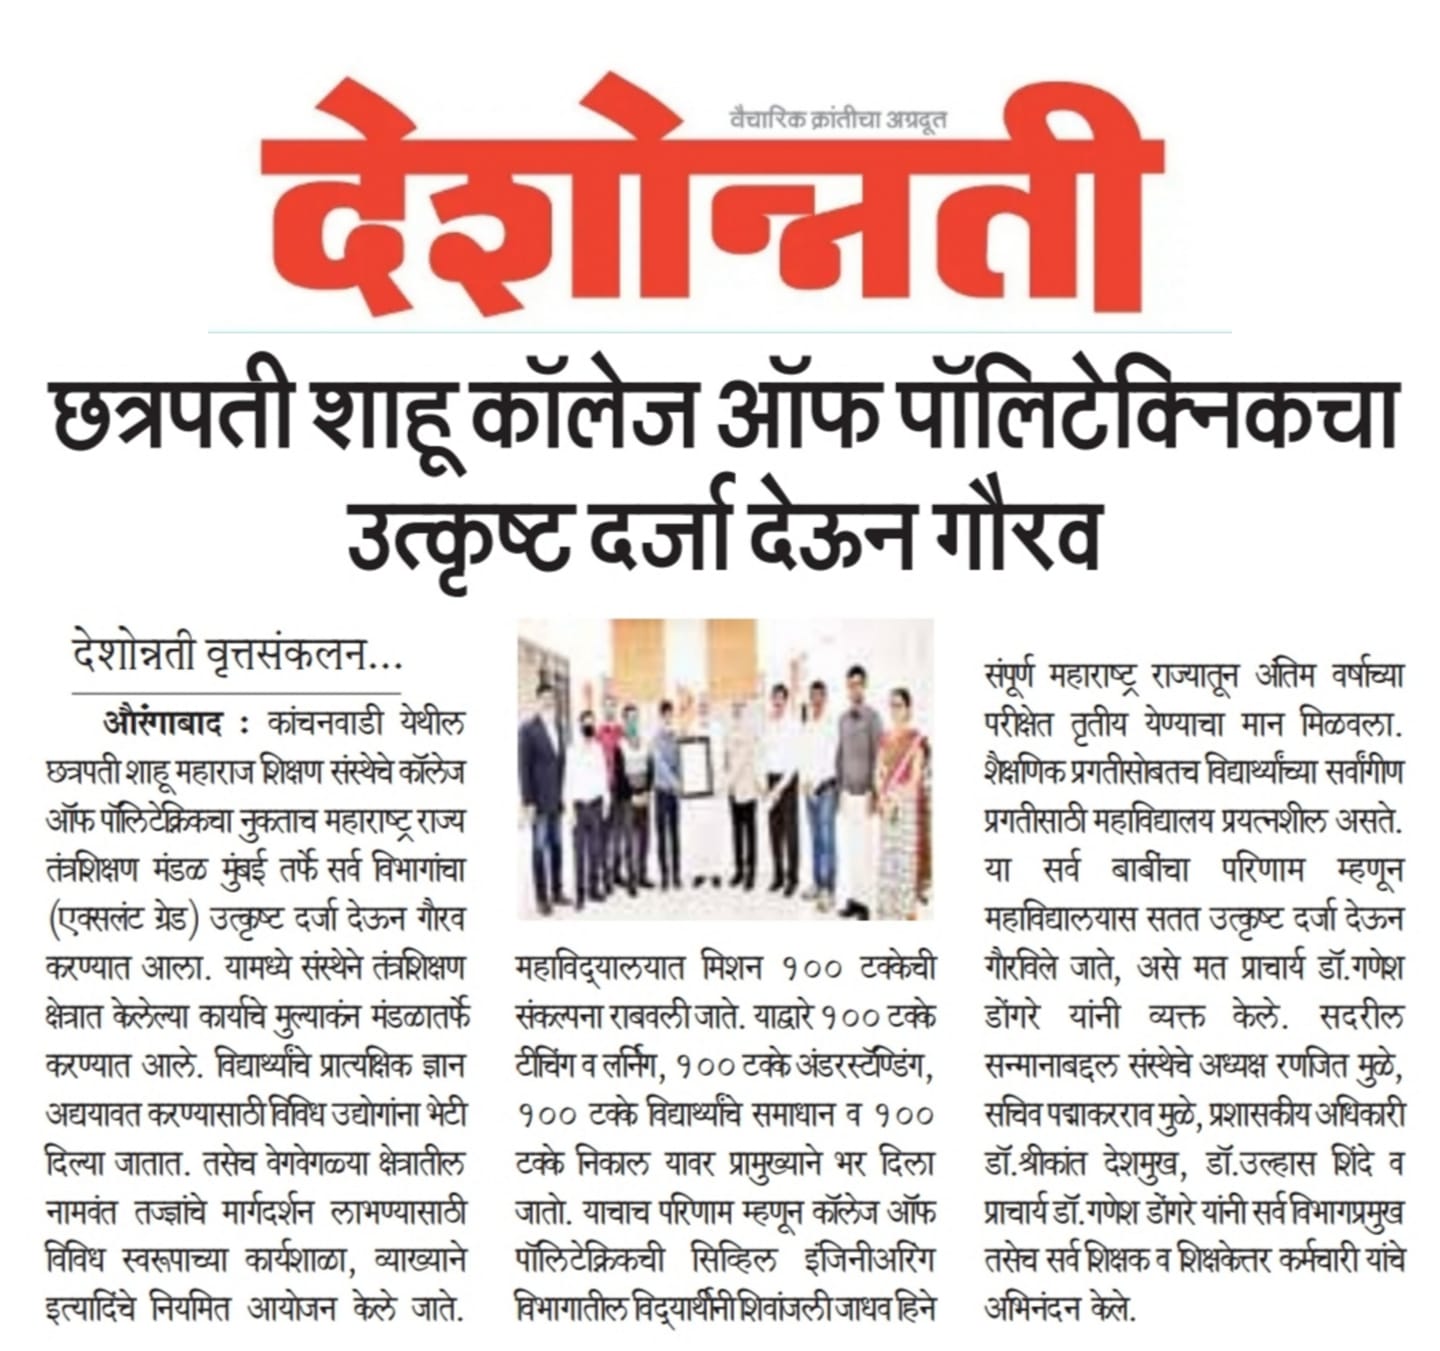 वैचारिक क्रांतीचा अग्रदूत
देशोन्नती
छत्रपती शाहू कॉलेज ऑफ पॉलिटेक्निकचा
उत्कृष्ट दर्जा देऊन गौरव
देशोन्नती वृत्तसंकलन...
औरंगाबाद : कांचनवाडी येथील
छत्रपती शाहू महाराज शिक्षण संस्थेचे कॉलेज
ऑफ पॉलिटेक्निकचा नुकताच महाराष्ट्र राज्य
तंत्रशिक्षण मंडळ मुंबई तर्फे सर्व विभागांचा
(एक्सलंट ग्रेड) उत्कृष्ट दर्जा देऊन गौरव
करण्यात आला. यामध्ये संस्थेने तंत्रशिक्षण
क्षेत्रात केलेल्या कार्याचे मुल्याकंन मंडळातर्फे
करण्यात आले. विद्यार्थ्यांचे प्रात्यक्षिक ज्ञान
अद्ययावत करण्यासाठी विविध उद्योगांना भेटी
दिल्या जातात. तसेच वेगवेगळ्या क्षेत्रातील
नामवंत तज्ज्ञांचे मार्गदर्शन लाभण्यासाठी
विविध स्वरूपाच्या कार्यशाळा, व्याख्याने
इत्यादिंचे नियमित आयोजन केले जाते.
महाविद्यालयात मिशन १०० टक्केची
संकल्पना राबवली जाते. याद्वारे १०० टक्के
टीचिंग व लर्निंग, १०० टक्के अंडरस्टॅण्डिंग,
१०० टक्के विद्यार्थ्यांचे समाधान व १००
टक्के निकाल यावर प्रामुख्याने भर दिला
जातो. याचाच परिणाम म्हणून कॉलेज ऑफ
पॉलिटेक्निकची सिव्हिल इंजिनीअरिंग
विभागातील विद्यार्थीनी शिवांजली जाधव हिने
संपूर्ण महाराष्ट्र राज्यातून अंतिम वर्षाच्या
परीक्षेत तृतीय येण्याचा मान मिळवला.
शैक्षणिक प्रगतीसोबतच विद्यार्थ्यांच्या सर्वांगीण
प्रगतीसाठी महाविद्यालय प्रयत्नशील असते.
या सर्व बाबींचा परिणाम म्हणून
महाविद्यालयास सतत उत्कृष्ट दर्जा देऊन
गौरविले जाते, असे मत प्राचार्य डॉ.गणेश
डोंगरे यांनी व्यक्त केले. सदरील
सन्मानाबद्दल संस्थेचे अध्यक्ष रणजित मुळे,
सचिव पद्माकरराव मुळे, प्रशासकीय अधिकारी
डॉ.श्रीकांत देशमुख, डॉ.उल्हास शिंदे व
प्राचार्य डॉ.गणेश डोंगरे यांनी सर्व विभागप्रमुख
तसेच सर्व शिक्षक व शिक्षकेत्तर कर्मचारी यांचे
अभिनंदन केले.